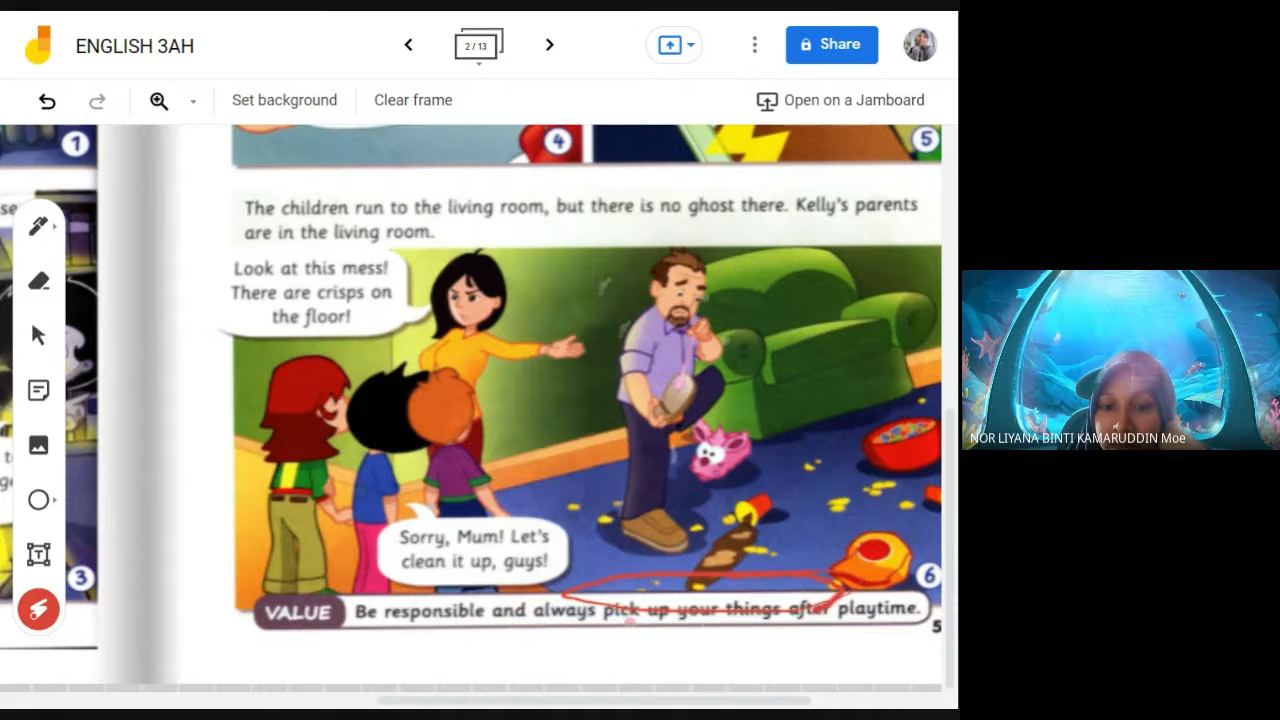 ENGLISH 3AH
2 / 13
Share
Set background
Clear frame
Open on a Jamboard
1
4
5
The children run to the living room, but there is no ghost there. Kelly's parents
are in the living room.
Look at this mess!
There are crisps on
the floor!
Sorry, Mum! Let's
clean it up, guys!
3
6
VALUE Be responsible and always pick up your things after playtime.
5
NOR LIYANA BINTI KAMARUDDIN Moe